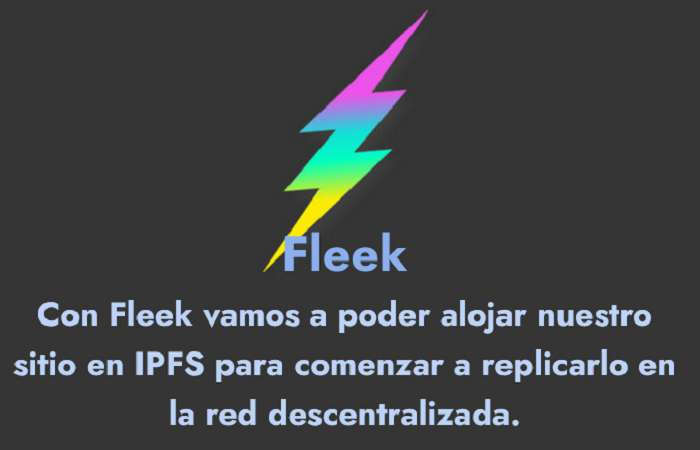 Fleek
Con Fleek vamos a poder alojar nuestro
sitio en IPFS para comenzar a replicarlo en
la red descentralizada.